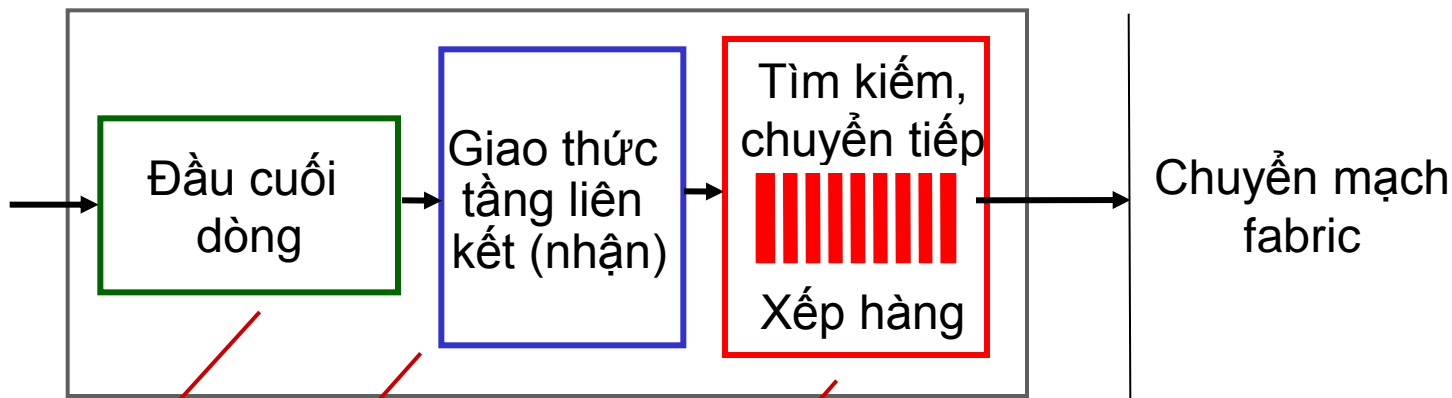 Đầu cuối
dòng
Giao thức
tầng liên
kết (nhận)
Tìm kiếm,
chuyển tiếp
Xếp hàng
Chuyển mạch
fabric